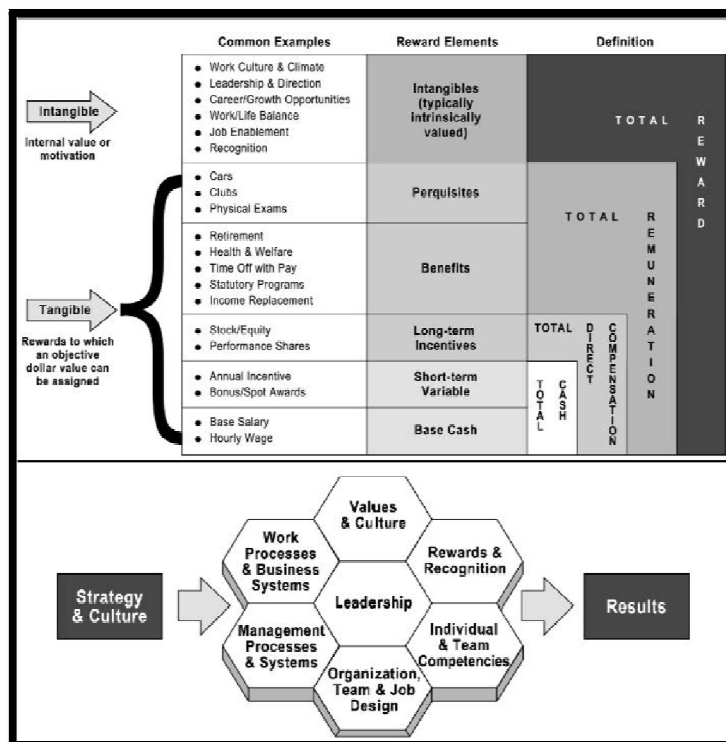 Common Examples
Reward Elements
Definition
Intangible
Internal value or
motivation
• Work Culture & Climate
• Leadership & Direction
• Career/Growth Opportunities
• Work/Life Balance
• Job Enablement
• Recognition
Intangibles
(typically
intrinsically
valued)
TOTAL
REWARD
• Cars
• Clubs
• Physical Exams
Perquisites
TOTAL
REMUNERATION
• Retirement
• Health & Welfare
• Time Off with Pay
• Statutory Programs
• Income Replacement
Benefits
Tangible
Rewards to which
an objective
dollar value can
be assigned
• Stock/Equity
• Performance Shares
Long-term
Incentives
TOTAL
DIRECT
COMPENSATION
• Annual Incentive
• Bonus/Spot Awards
Short-term
Variable
TOTAL
CASH
• Base Salary
• Hourly Wage
Base Cash
Strategy
& Culture
Values
& Culture
Work
Processes
& Business
Systems
Rewards &
Recognition
Leadership
Management
Processes
& Systems
Individual
& Team
Competencies
Organization,
Team & Job
Design
Results